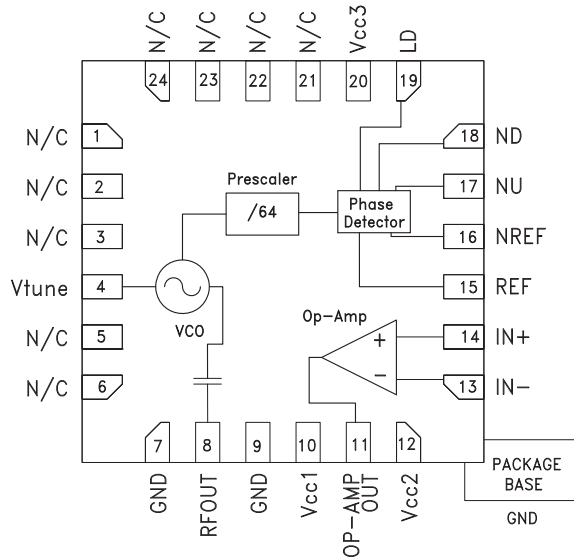 N/C
N/C
N/C
N/C
Vcc3
LD
24
23
22
21
20
19
N/C 1
N/C 2
N/C 3
Vtune 4
N/C 5
N/C 6
18 ND
17 NU
16 NREF
15 REF
14 IN+
13 IN-
Prescaler
/64
Phase
Detector
VCO
Op-Amp
+
-
7
8
9
10
11
12
GND
RFOUT
GND
Vcc1
OP-AMP
OUT
Vcc2
PACKAGE
BASE
GND